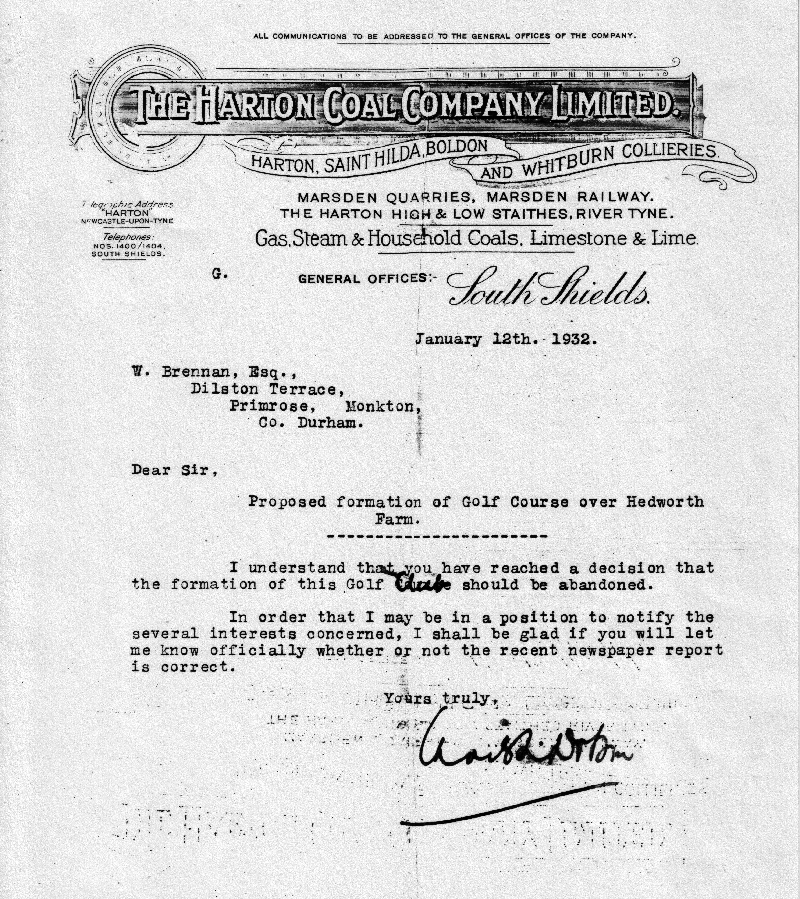 ALL COMMUNICATIONS TO BE ADDRESSED TO THE GENERAL OFFICES OF THE COMPANY.
THE HARTON COAL COMPANY LIMITED.
HARTON, SAINT HILDA, BOLDON
AND WHITBURN COLLIERIES.
MARSDEN QUARRIES, MARSDEN RAILWAY.
THE HARTON HIGH & LOW STAITHES, RIVER TYNE.
Gas, Steam & Household Coals, Limestone & Lime.
Telegraphic Address
"HARTON"
NEWCASTLE-UPON-TYNE
Telephones:
NOS. 1400/1404,
SOUTH SHIELDS.
G.
GENERAL OFFICES:- South Shields.
January 12th. 1932.
W. Brennan, Esq.,
Dilston Terrace,
Primrose, Monkton,
Co. Durham.
Dear Sir,
Proposed formation of Golf Course over Hedworth
Farm.
I understand that you have reached a decision that
the formation of this Golf Club should be abandoned.
In order that I may be in a position to notify the
several interests concerned, I shall be glad if you will let
me know officially whether or not the recent newspaper report
is correct.
Yours truly,